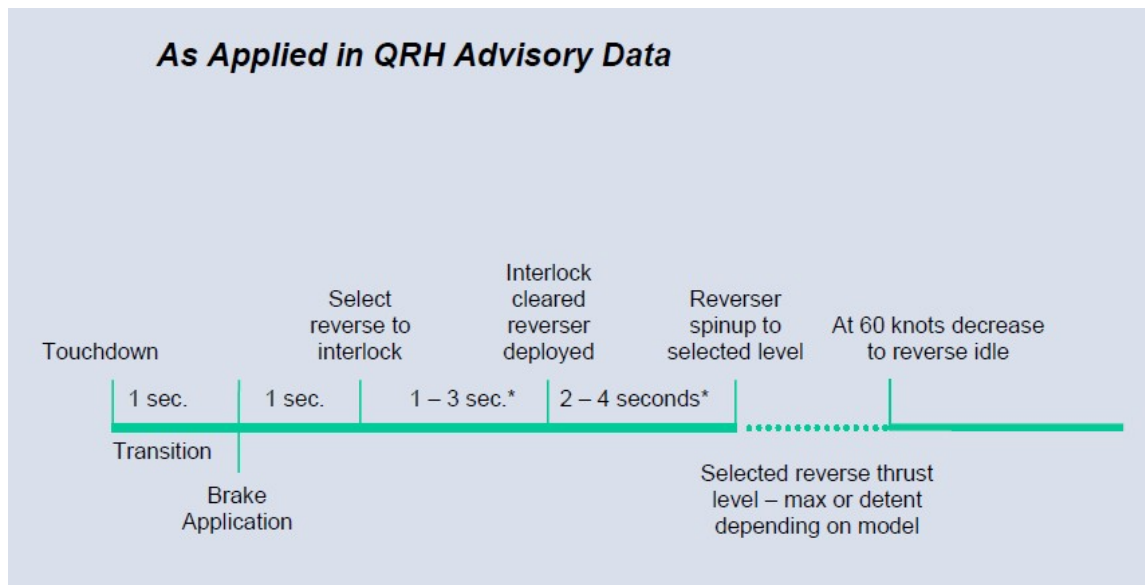 As Applied in QRH Advisory Data
Touchdown
Select
reverse to
interlock
Interlock
cleared
reverser
deployed
Reverser
spinup to
selected level
At 60 knots decrease
to reverse idle
1 sec.
1 sec.
1 – 3 sec.*
2 – 4 seconds*
Transition
Brake
Application
Selected reverse thrust
level – max or detent
depending on model